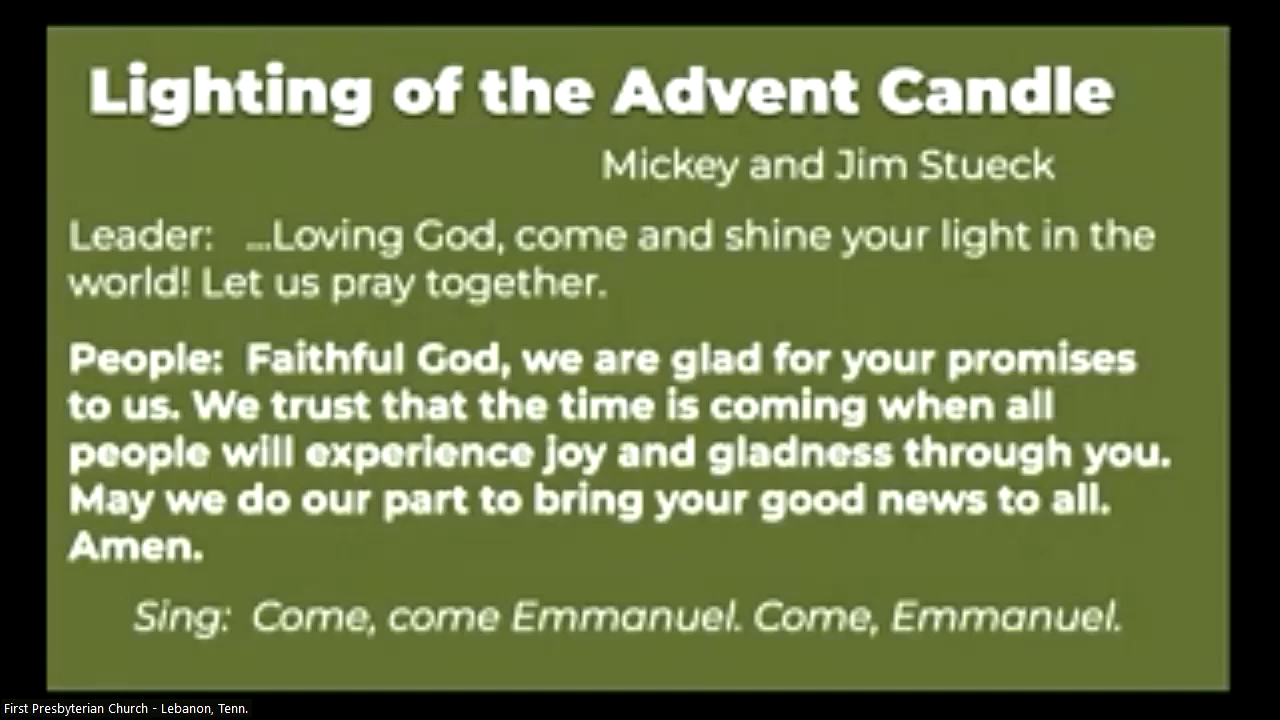 Lighting of the Advent Candle
Mickey and Jim Stueck
Leader: ...Loving God, come and shine your light in the
world! Let us pray together.
People: Faithful God, we are glad for your promises
to us. We trust that the time is coming when all
people will experience joy and gladness through you.
May we do our part to bring your good news to all.
Amen.
Sing: Come, come Emmanuel. Come, Emmanuel.
First Presbyterian Church - Lebanon, Tenn.